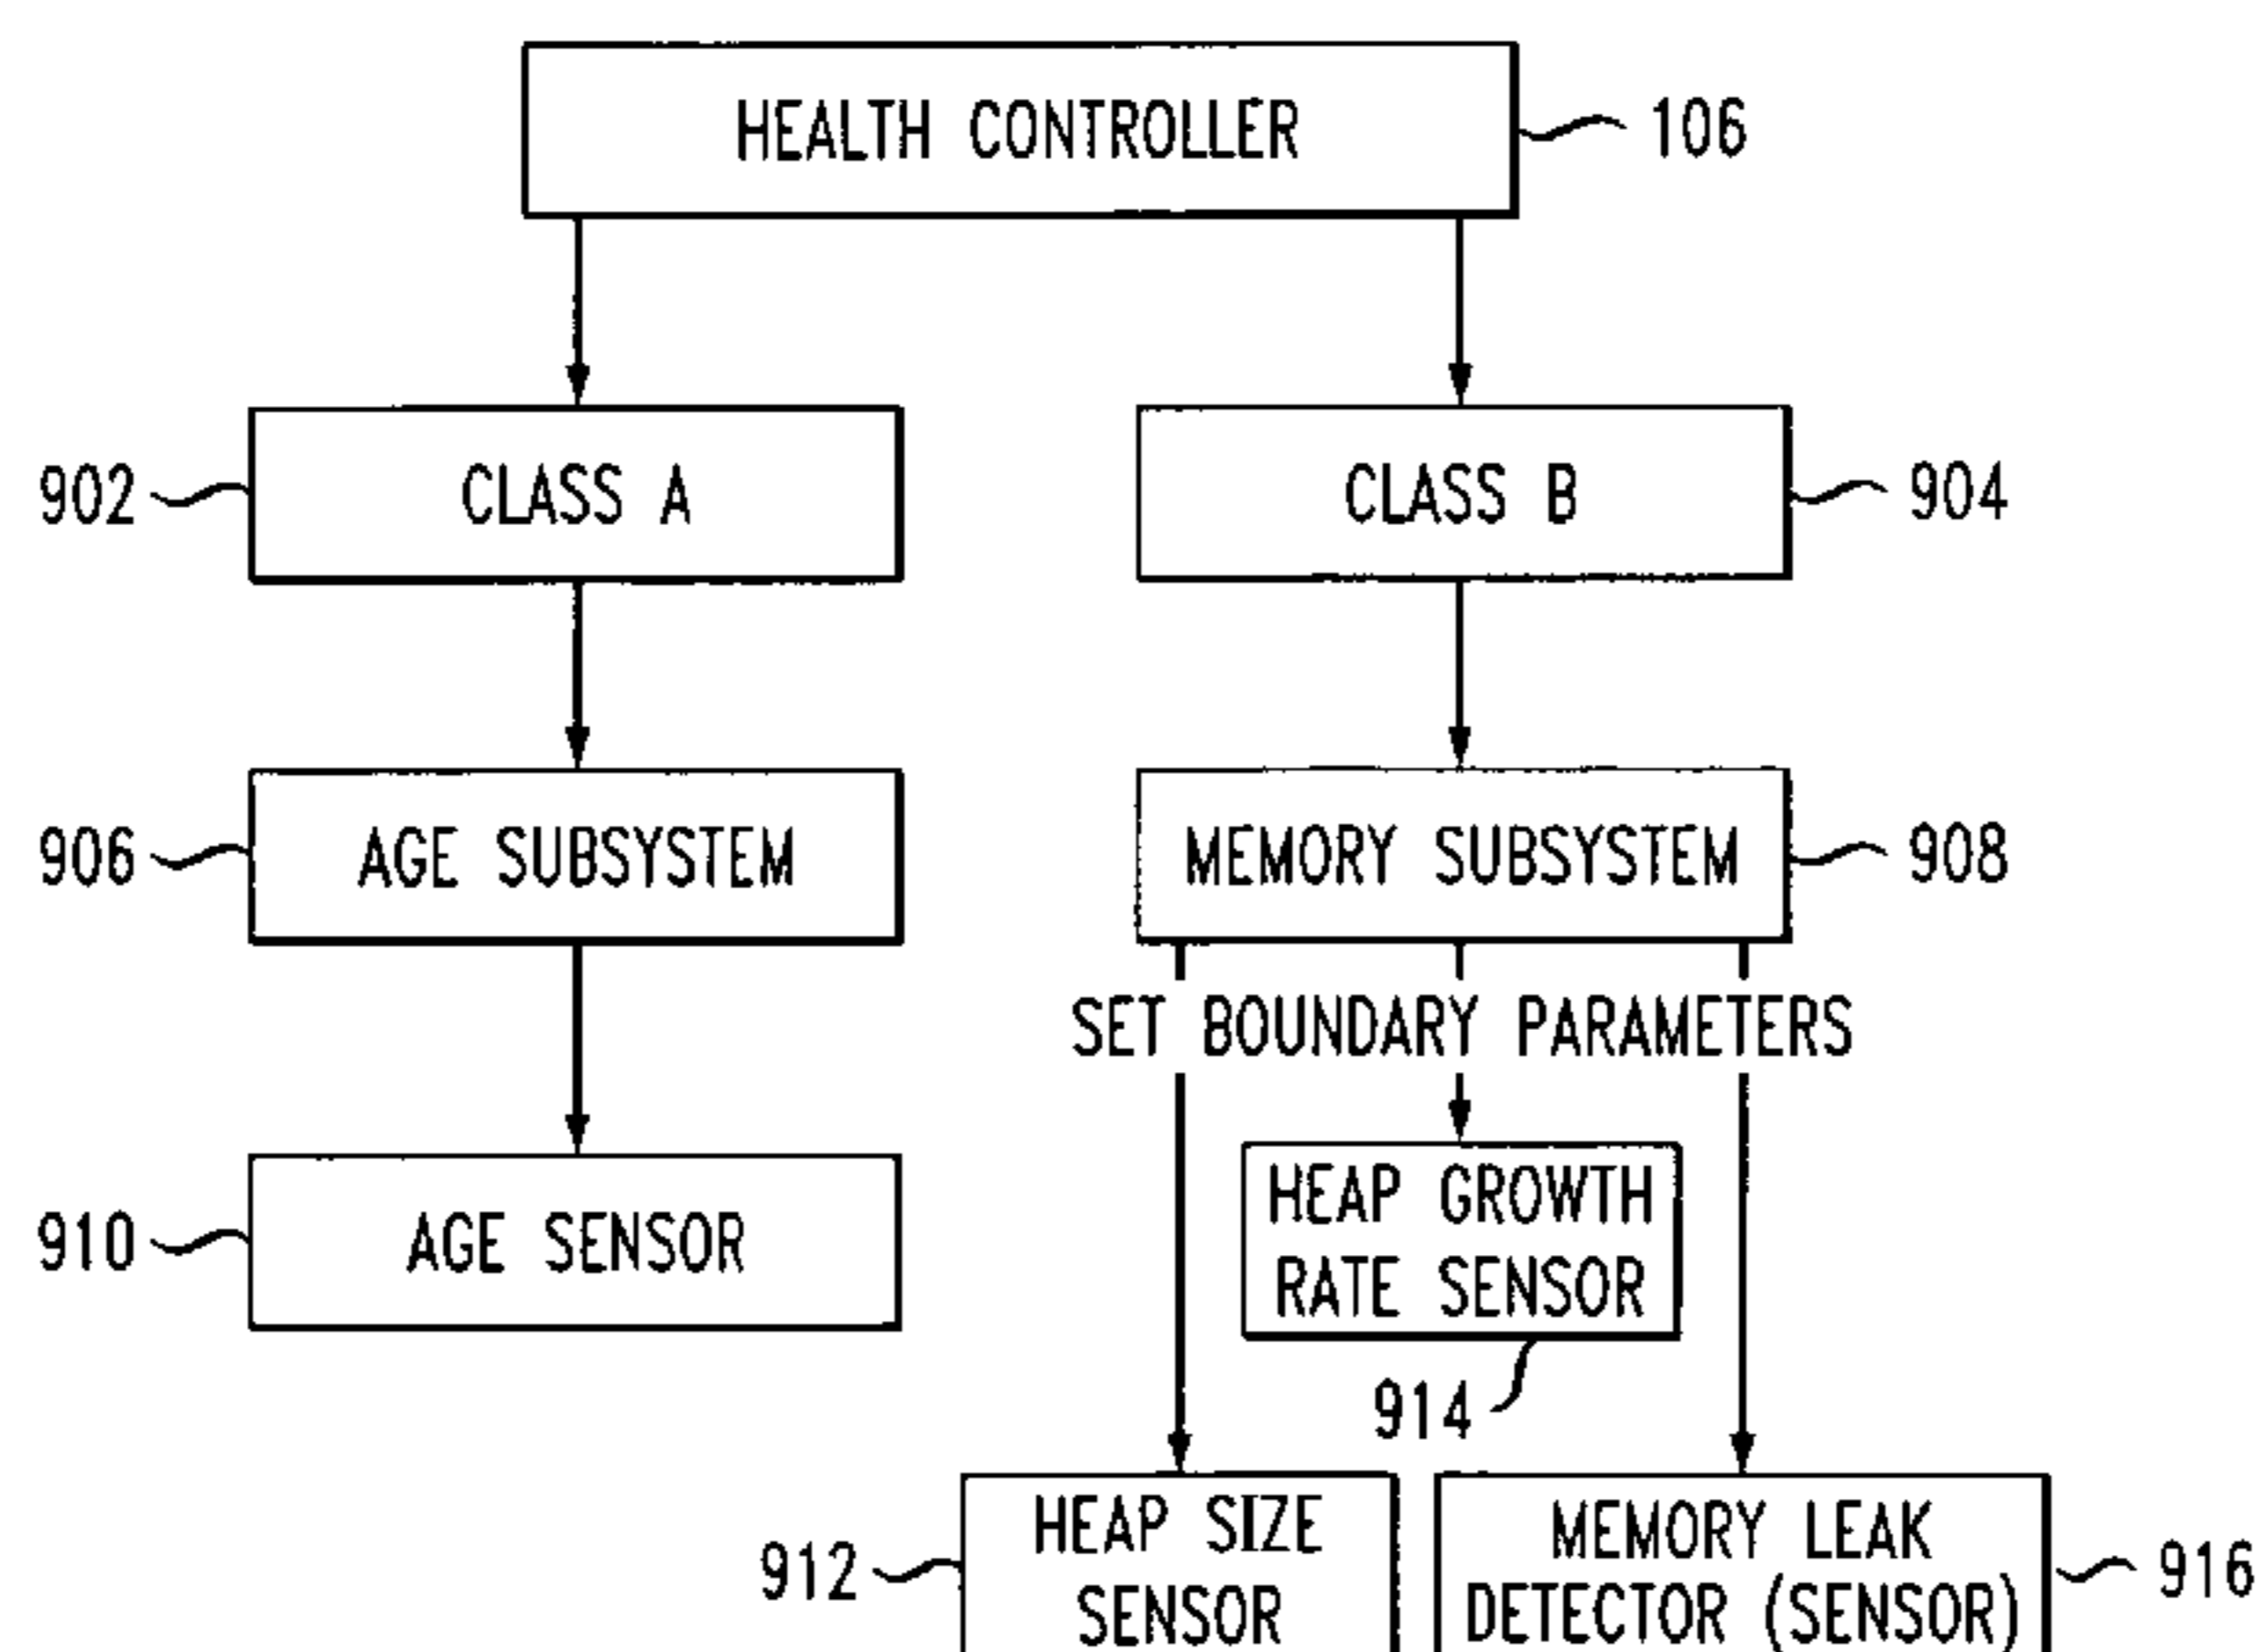 HEALTH CONTROLLER
106
902
CLASS A
CLASS B
904
906
AGE SUBSYSTEM
MEMORY SUBSYSTEM
908
SET BOUNDARY PARAMETERS
910
AGE SENSOR
HEAP GROWTH
RATE SENSOR
914
912
HEAP SIZE
SENSOR
MEMORY LEAK
DETECTOR (SENSOR)
916